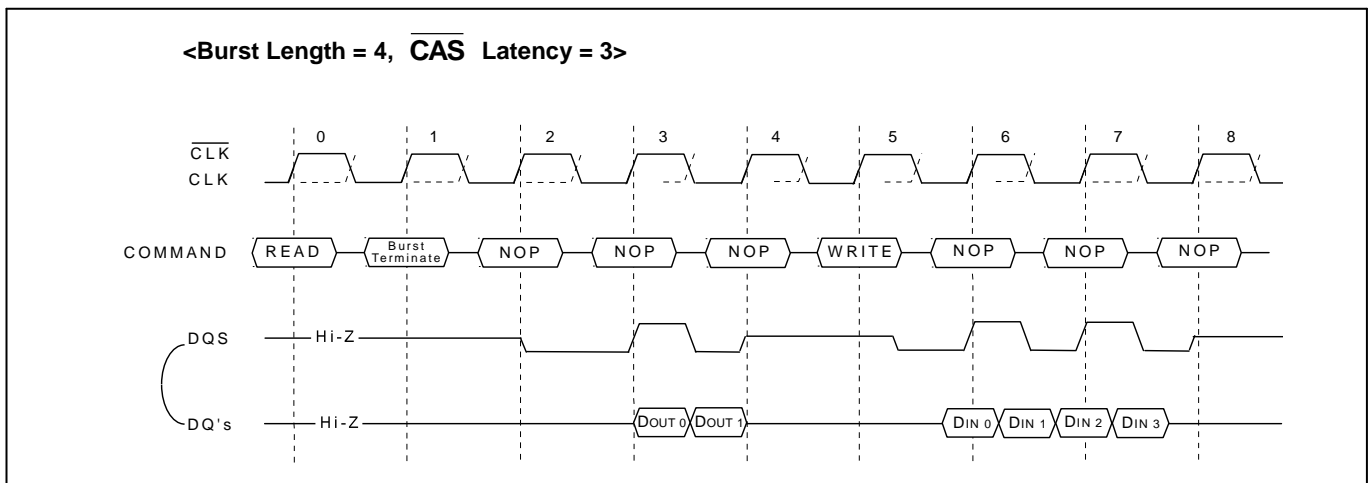 <Burst Length = 4, CAS Latency = 3>
0 1 2 3 4 5 6 7 8
CLK
CLK
COMMAND READ Burst Terminate NOP NOP NOP WRITE NOP NOP NOP
DQS Hi-Z
DQ's Hi-Z DOUT 0 DOUT 1 DIN 0 DIN 1 DIN 2 DIN 3